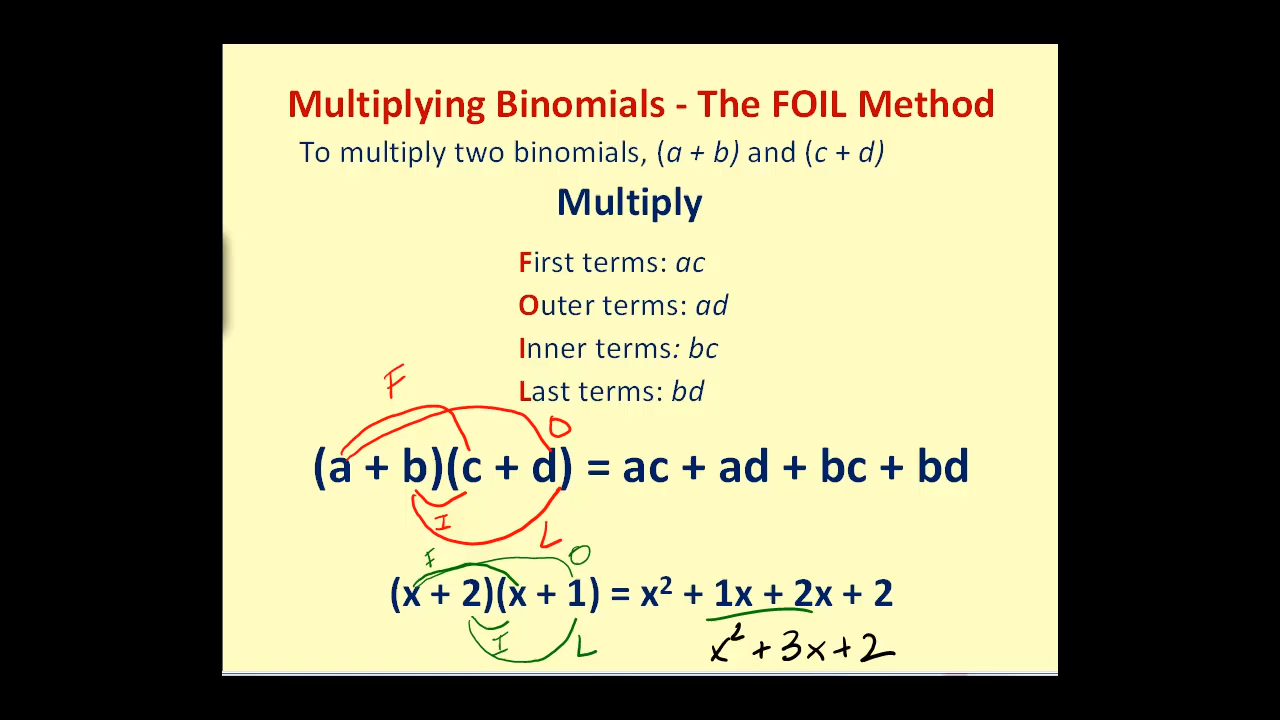 Multiplying Binomials - The FOIL Method
To multiply two binomials, (a + b) and (c + d)
Multiply
First terms: ac
Outer terms: ad
Inner terms: bc
Last terms: bd
F
O
(a + b)(c + d) = ac + ad + bc + bd
I
L
F
O
(x + 2)(x + 1) = x² + 1x + 2x + 2
I
L
x² + 3x + 2